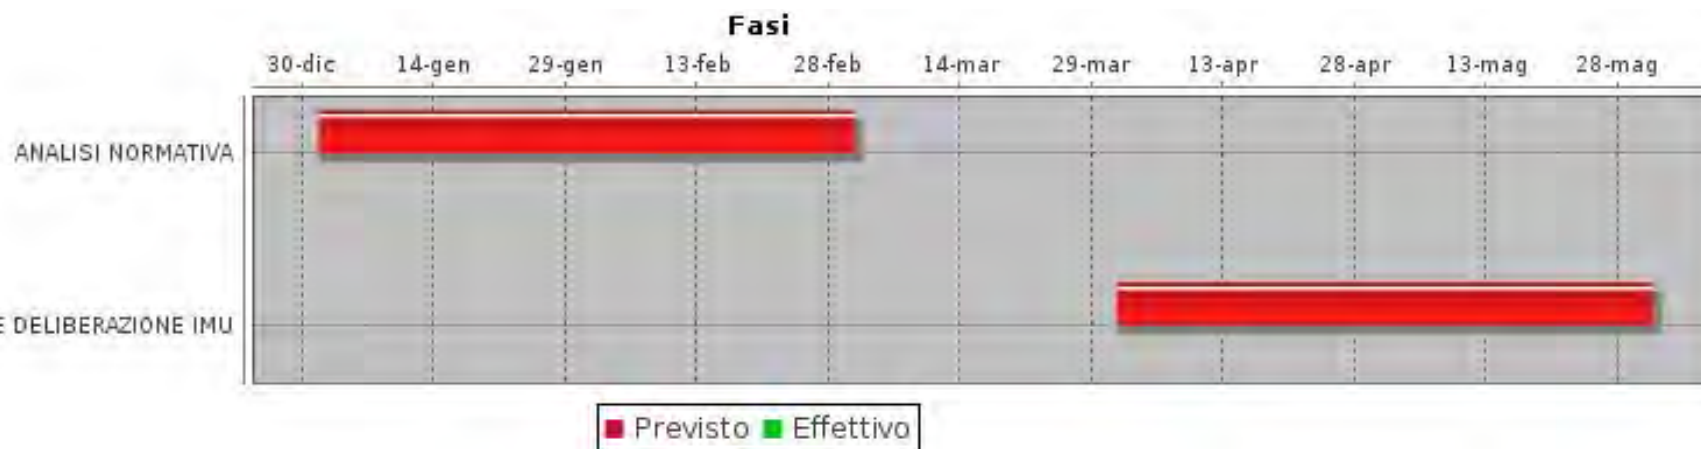 Fasi
30-dic 14-gen 29-gen 13-feb 28-feb 14-mar 29-mar 13-apr 28-apr 13-mag 28-mag
ANALISI NORMATIVA
E DELIBERAZIONE IMU
Previsto Effettivo